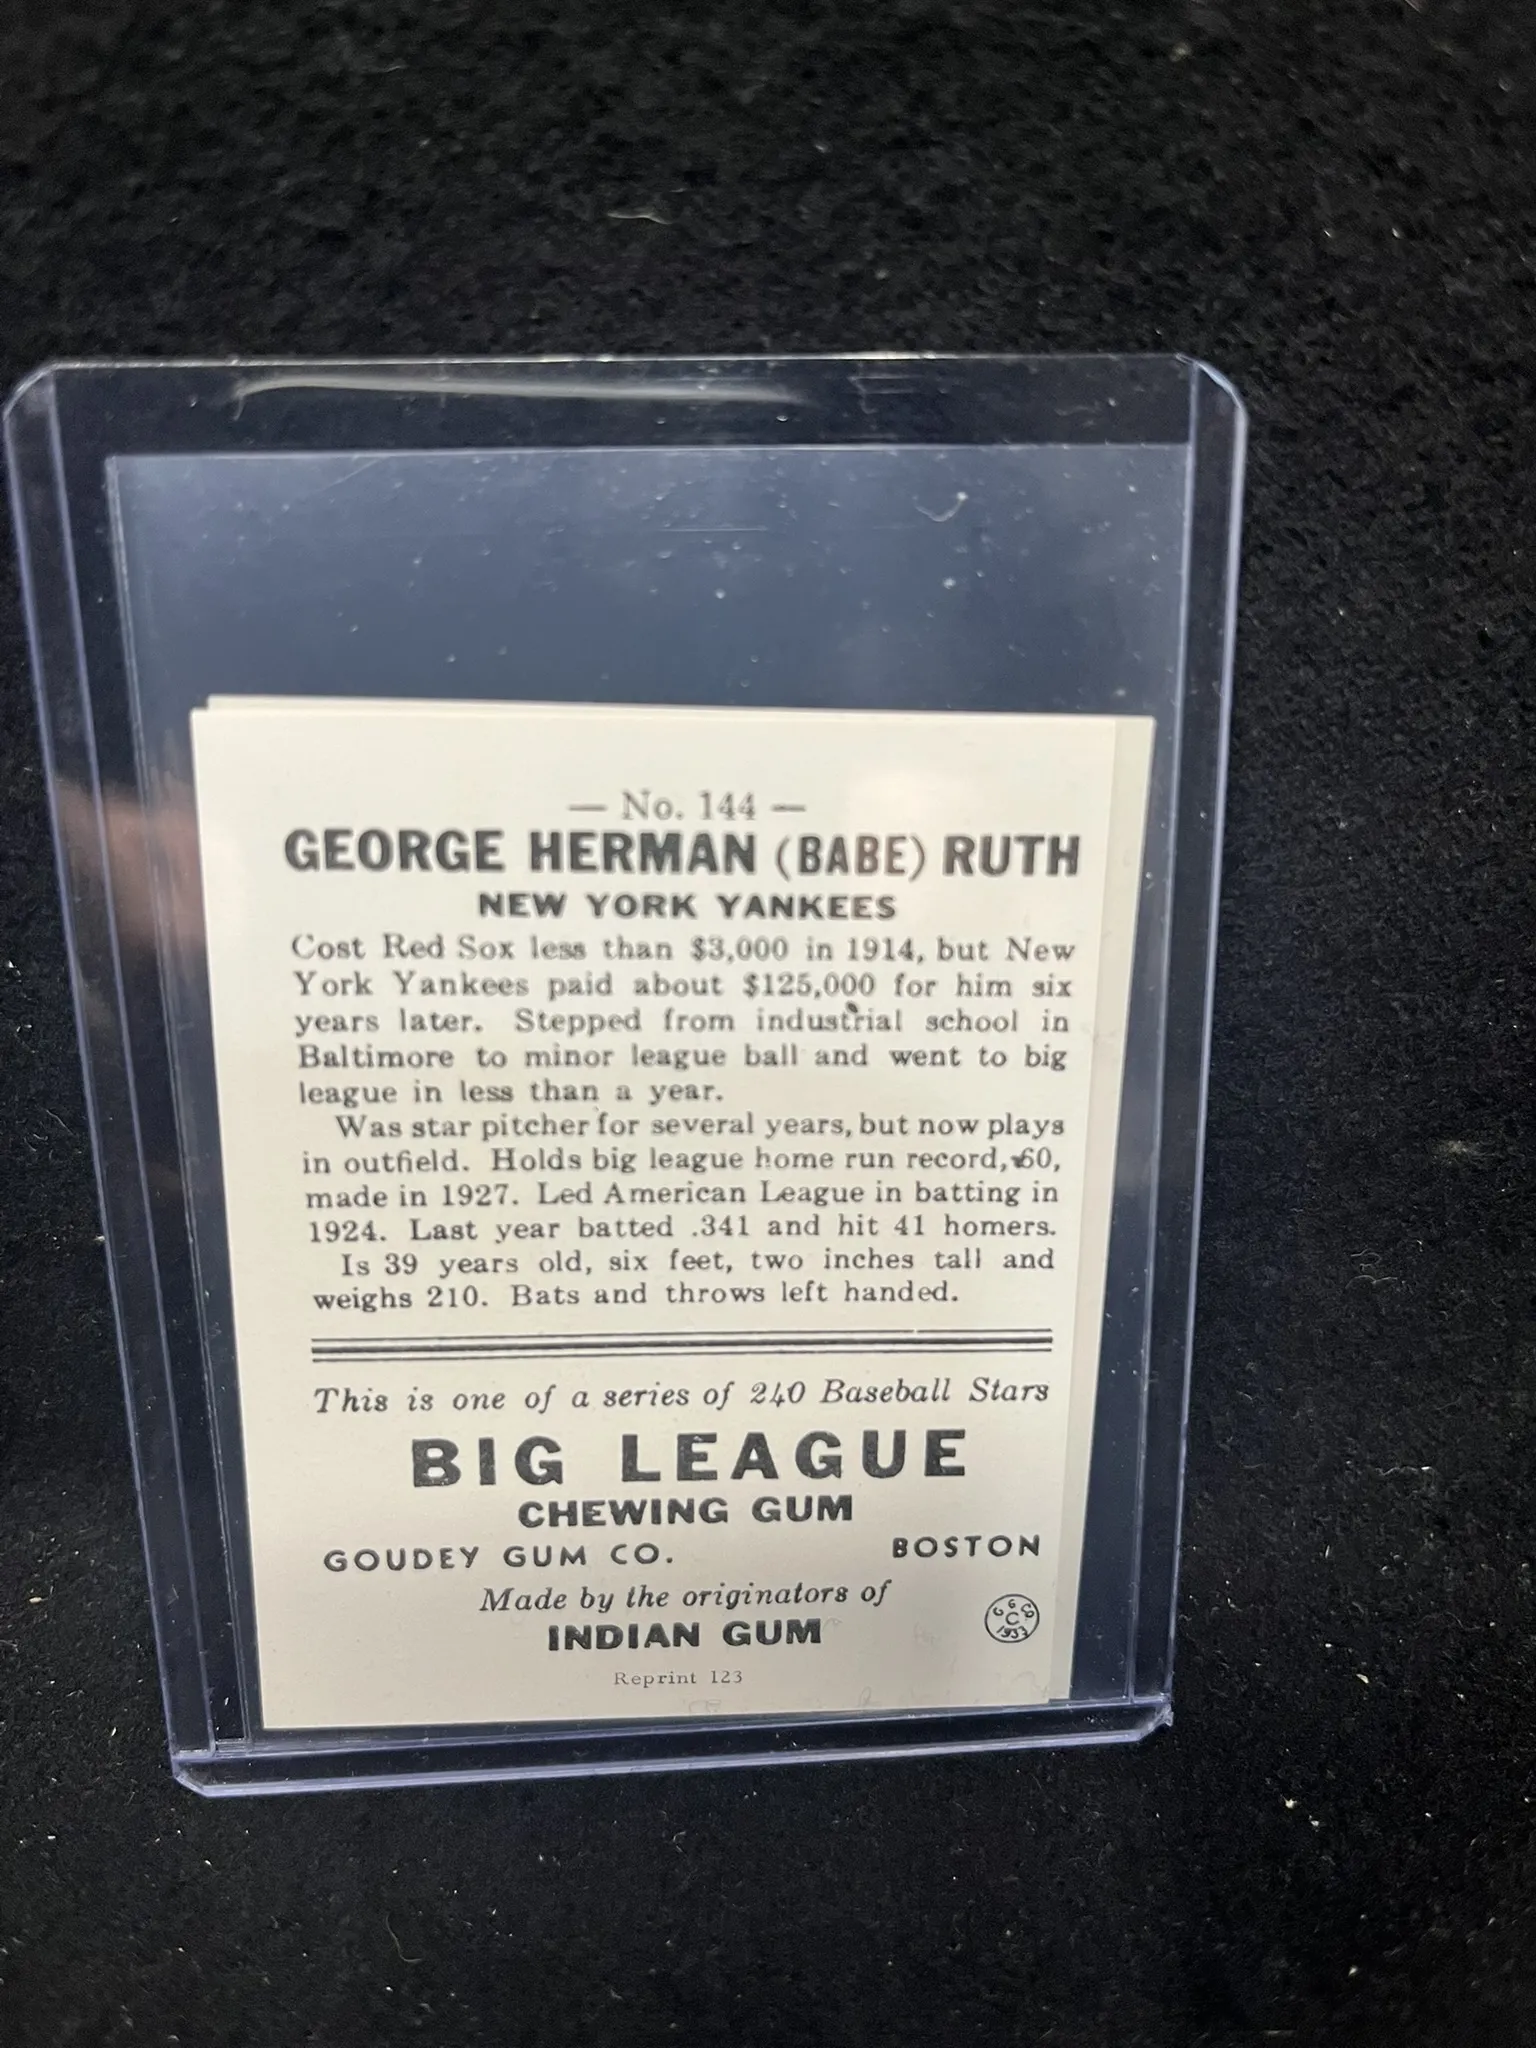 — No. 144 —
GEORGE HERMAN (BABE) RUTH
NEW YORK YANKEES
Cost Red Sox less than $3,000 in 1914, but New
York Yankees paid about $125,000 for him six
years later. Stepped from industrial school in
Baltimore to minor league ball and went to big
league in less than a year.
Was star pitcher for several years, but now plays
in outfield. Holds big league home run record, 60,
made in 1927. Led American League in batting in
1924. Last year batted .341 and hit 41 homers.
Is 39 years old, six feet, two inches tall and
weighs 210. Bats and throws left handed.
This is one of a series of 240 Baseball Stars
BIG LEAGUE
CHEWING GUM
GOUDEY GUM CO. BOSTON
Made by the originators of
INDIAN GUM
G G CO
C
1933
Reprint 123